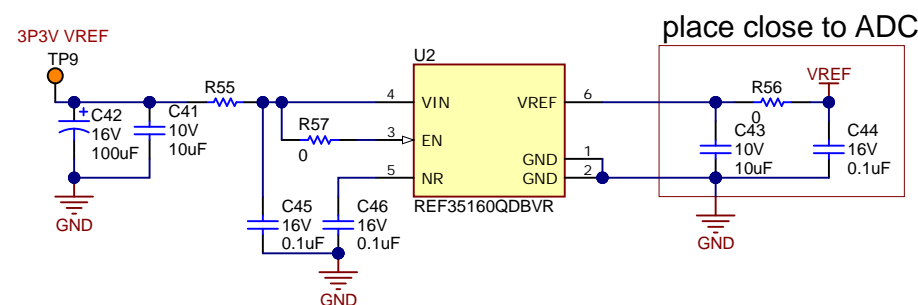 place close to ADC
3P3V VREF
TP9
C42
16V
100uF
C41
10V
10uF
GND
R55
R57
0
C45
16V
0.1uF
C46
16V
0.1uF
GND
U2
4
VIN
VREF
6
3
EN
5
NR
GND
1
GND
2
REF35160QDBVR
R56
0
VREF
C43
10V
10uF
C44
16V
0.1uF
GND